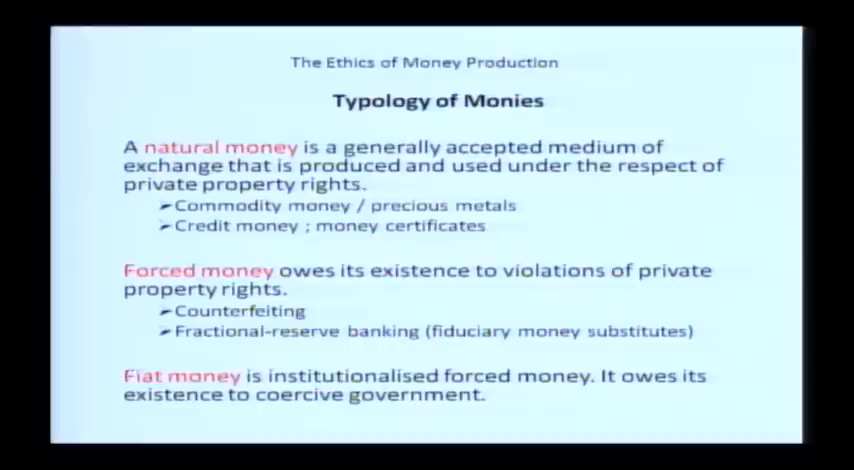 The Ethics of Money Production
Typology of Monies
A natural money is a generally accepted medium of
exchange that is produced and used under the respect of
private property rights.
➢Commodity money / precious metals
➢Credit money ; money certificates
Forced money owes its existence to violations of private
property rights.
➢Counterfeiting
➢Fractional-reserve banking (fiduciary money substitutes)
Fiat money is institutionalised forced money. It owes its
existence to coercive government.